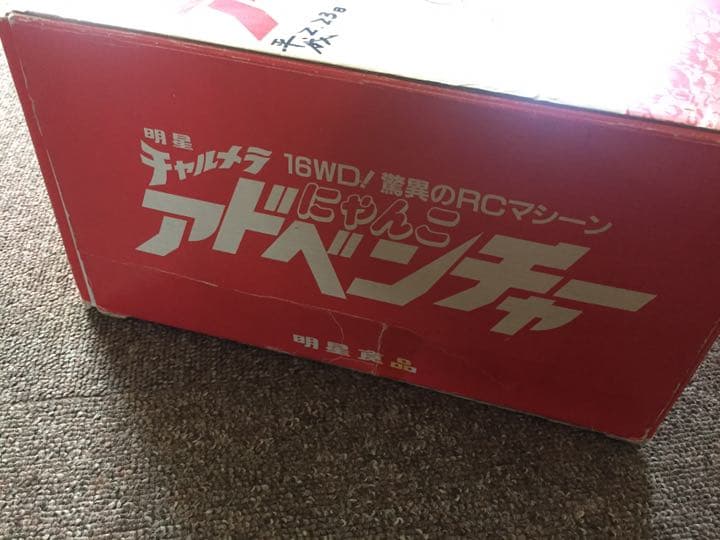 明星
チャルメラ
16WD! 驚異のRCマシーン
にゃんこ
アドベンチャー
明星食品